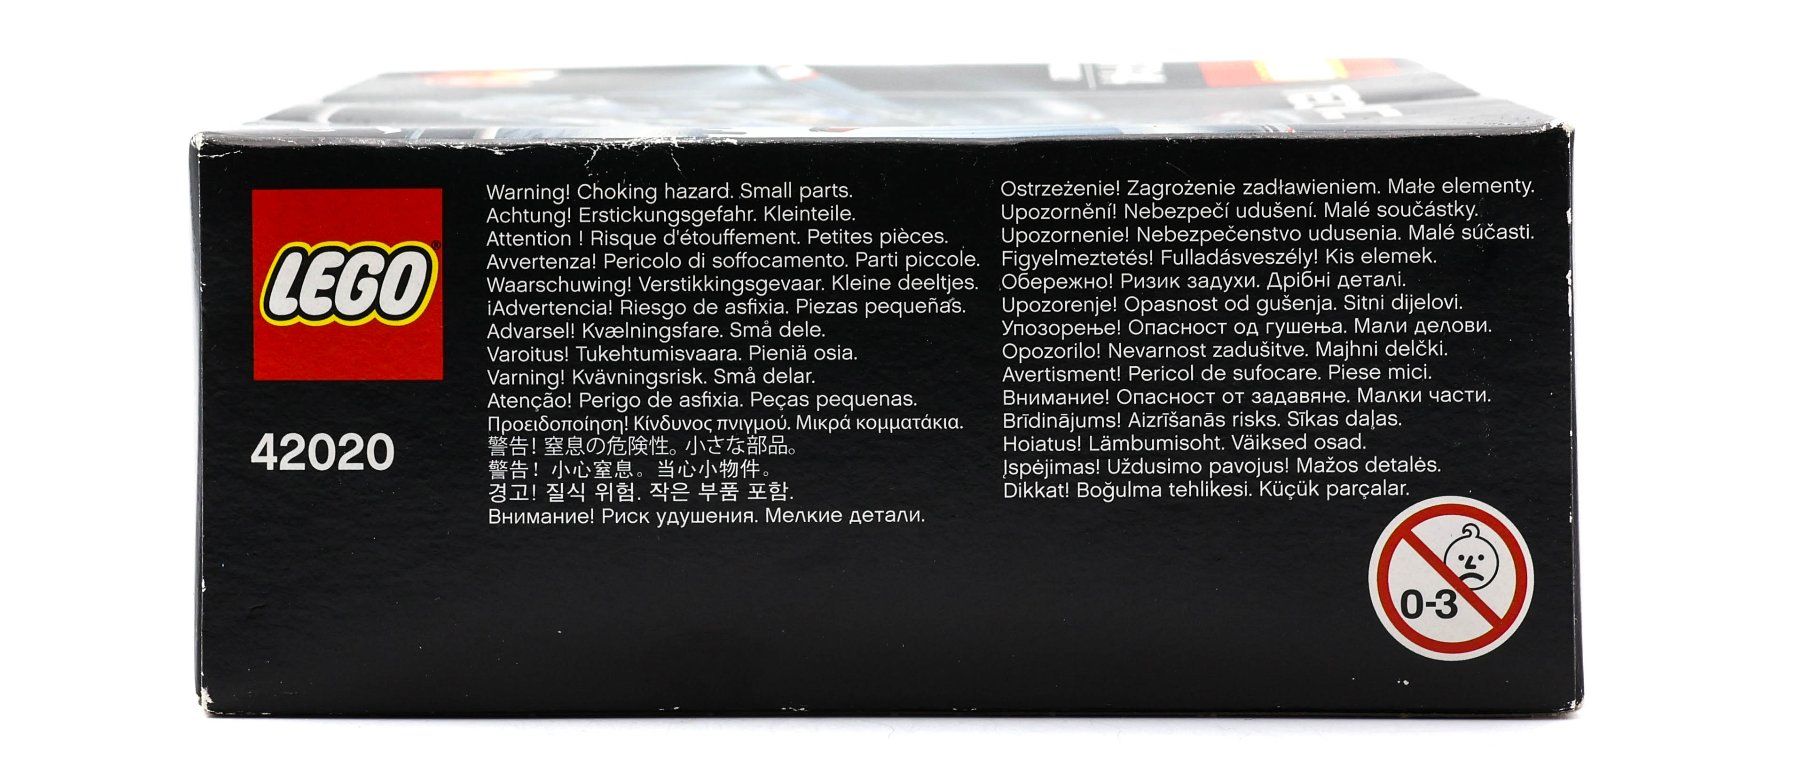 LEGO®
42020
Warning! Choking hazard. Small parts.
Achtung! Erstickungsgefahr. Kleinteile.
Attention ! Risque d'étouffement. Petites pièces.
Avvertenza! Pericolo di soffocamento. Parti piccole.
Waarschuwing! Verstikkingsgevaar. Kleine deeltjes.
¡Advertencia! Riesgo de asfixia. Piezas pequeñas.
Advarsel! Kvælningsfare. Små dele.
Varoitus! Tukehtumisvaara. Pieniä osia.
Varning! Kvävningsrisk. Små delar.
Atenção! Perigo de asfixia. Peças pequenas.
Προειδοποίηση! Κίνδυνος πνιγμού. Μικρά κομματάκια.
警告! 窒息の危険性。小さな部品。
警告！小心窒息。当心小物件。
경고! 질식 위험. 작은 부품 포함.
Внимание! Риск удушения. Мелкие детали.
Ostrzeżenie! Zagrożenie zadławieniem. Małe elementy.
Upozornění! Nebezpečí udušení. Malé součástky.
Upozornenie! Nebezpečenstvo udusenia. Malé súčasti.
Figyelmeztetés! Fulladásveszély! Kis elemek.
Обережно! Ризик задухи. Дрібні деталі.
Upozorenje! Opasnost od gušenja. Sitni dijelovi.
Упозорење! Опасност од гушења. Мали делови.
Opozorilo! Nevarnost zadušitve. Majhni delčki.
Avertisment! Pericol de sufocare. Piese mici.
Внимание! Опасност от задавяне. Малки части.
Brīdinājums! Aizrīšanās risks. Sīkas daļas.
Hoiatus! Lämbumisoht. Väiksed osad.
Įspėjimas! Uždusimo pavojus! Mažos detalės.
Dikkat! Boğulma tehlikesi. Küçük parçalar.
0-3